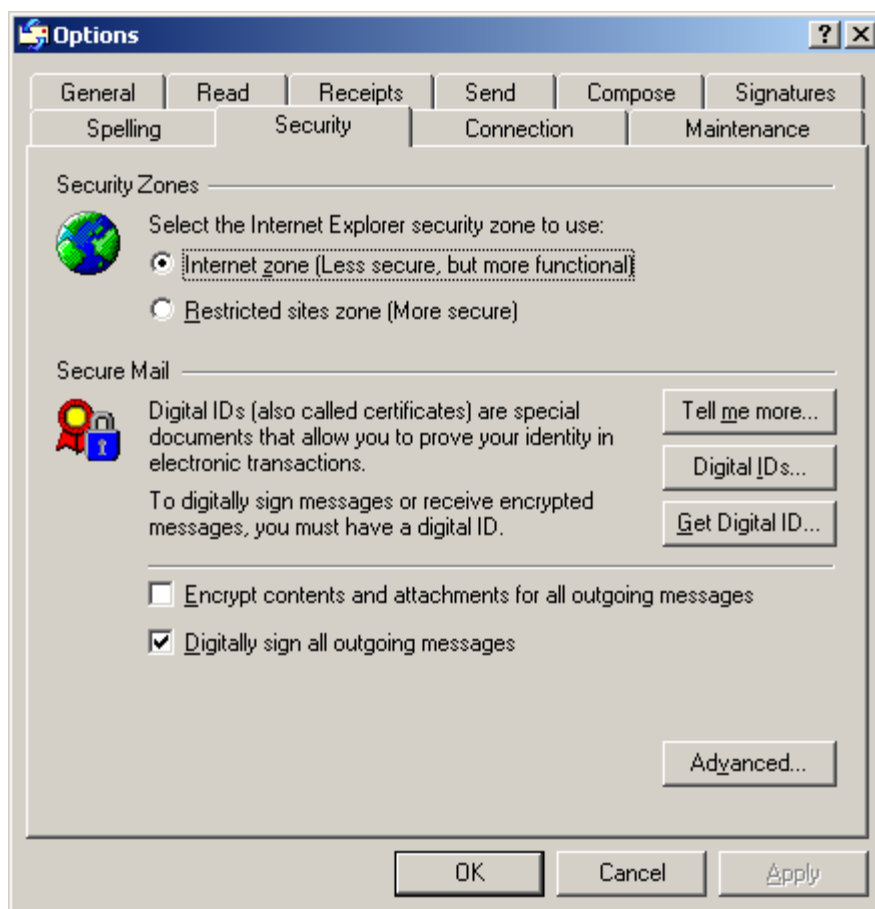 Options
General Read Receipts Send Compose Signatures
Spelling Security Connection Maintenance
Security Zones
Select the Internet Explorer security zone to use:
Internet zone (Less secure, but more functional)
Restricted sites zone (More secure)
Secure Mail
Digital IDs (also called certificates) are special
documents that allow you to prove your identity in
electronic transactions.
To digitally sign messages or receive encrypted
messages, you must have a digital ID.
Tell me more...
Digital IDs...
Get Digital ID...
Encrypt contents and attachments for all outgoing messages
Digitally sign all outgoing messages
Advanced...
OK Cancel Apply